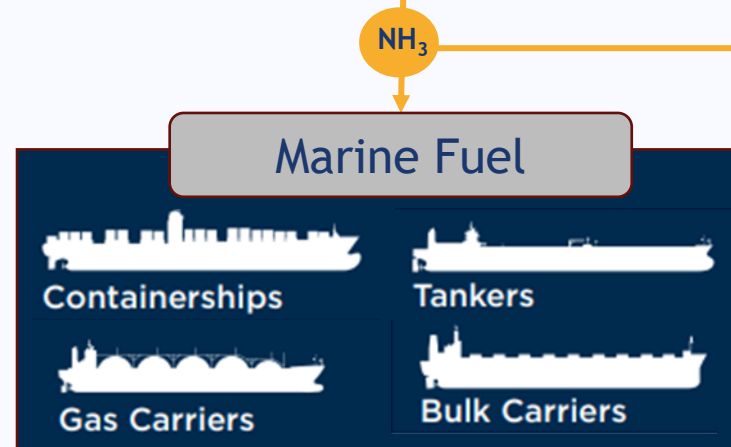 NH₃
Marine Fuel
Containerships
Tankers
Gas Carriers
Bulk Carriers